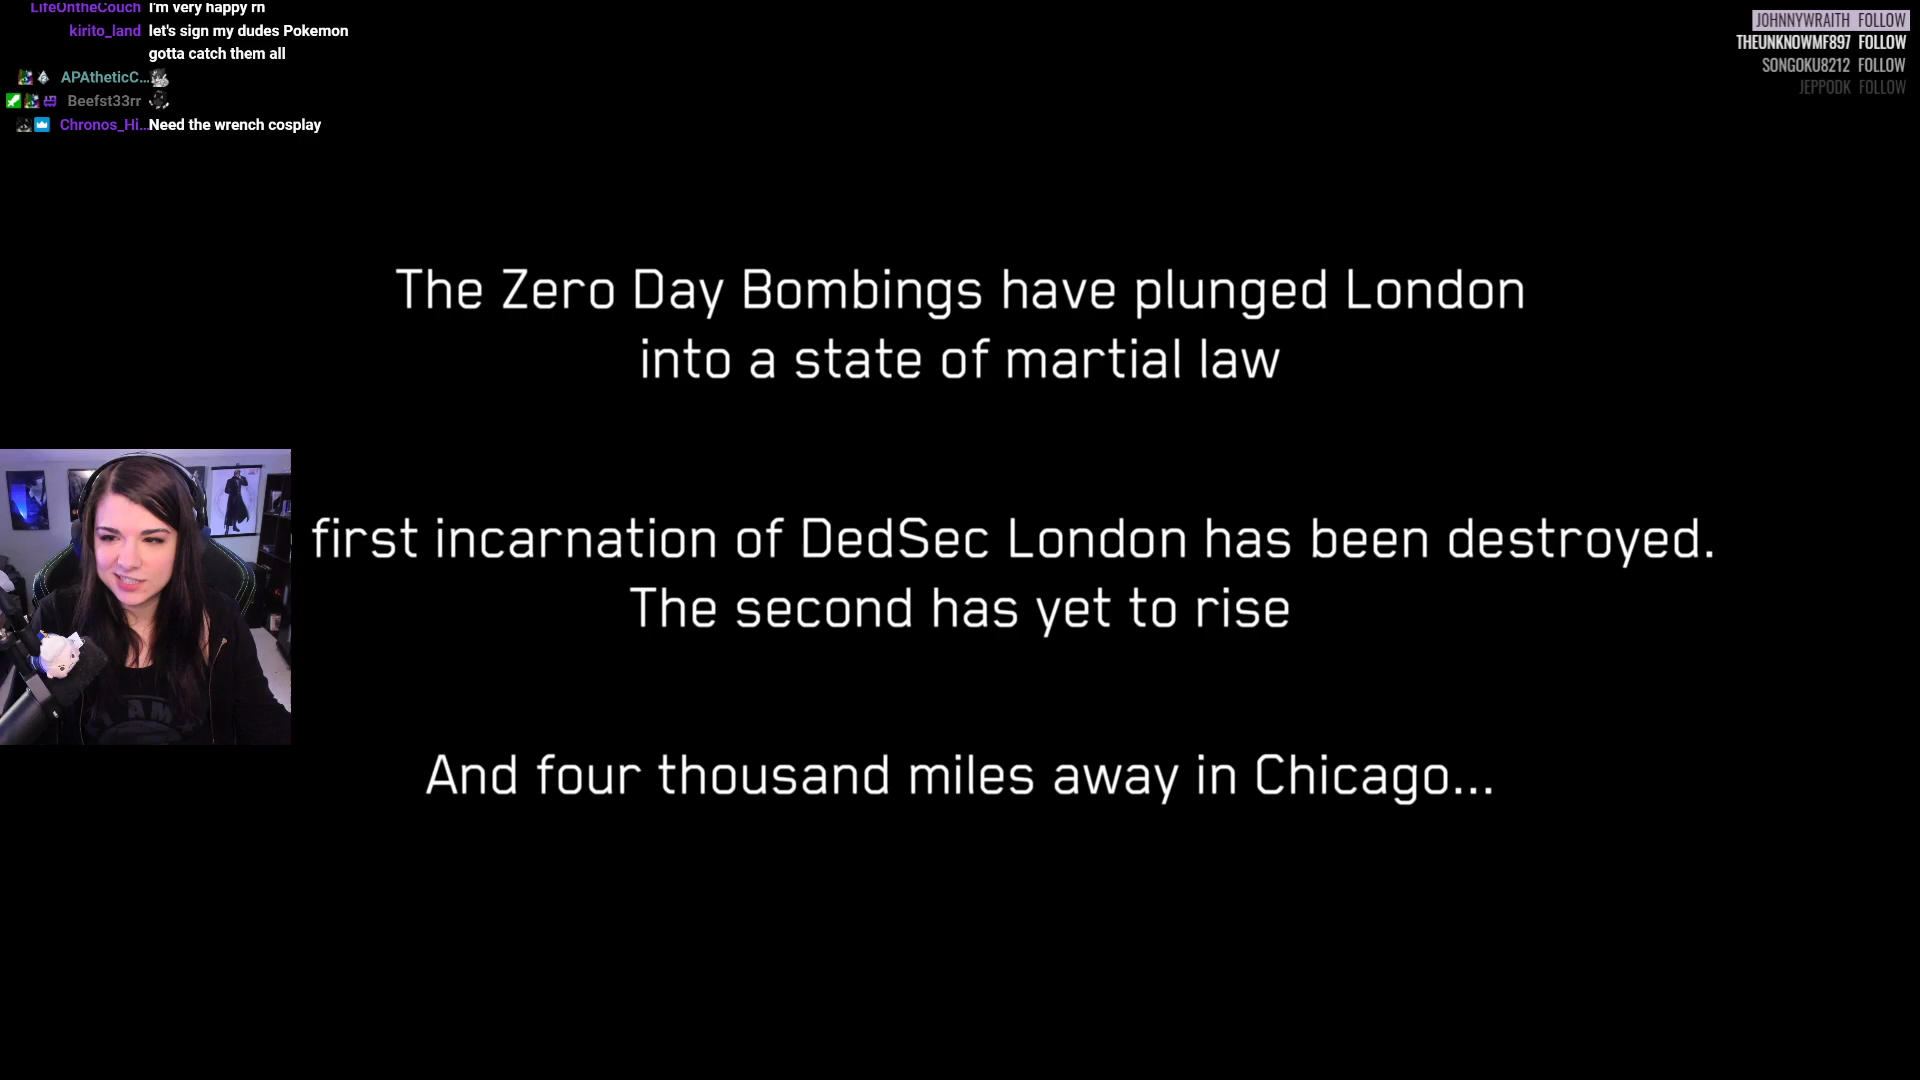 LifeOntheCouch I'm very happy rn
kirito_land let's sign my dudes Pokemon
gotta catch them all
APAtheticC...
Beefst33rr
Chronos_Hi... Need the wrench cosplay
JOHNNYWRAITH FOLLOW
THEUNKNOWMF897 FOLLOW
SONGOKU8212 FOLLOW
JEPPODK FOLLOW
The Zero Day Bombings have plunged London
into a state of martial law
first incarnation of DedSec London has been destroyed.
The second has yet to rise
And four thousand miles away in Chicago...
I AM